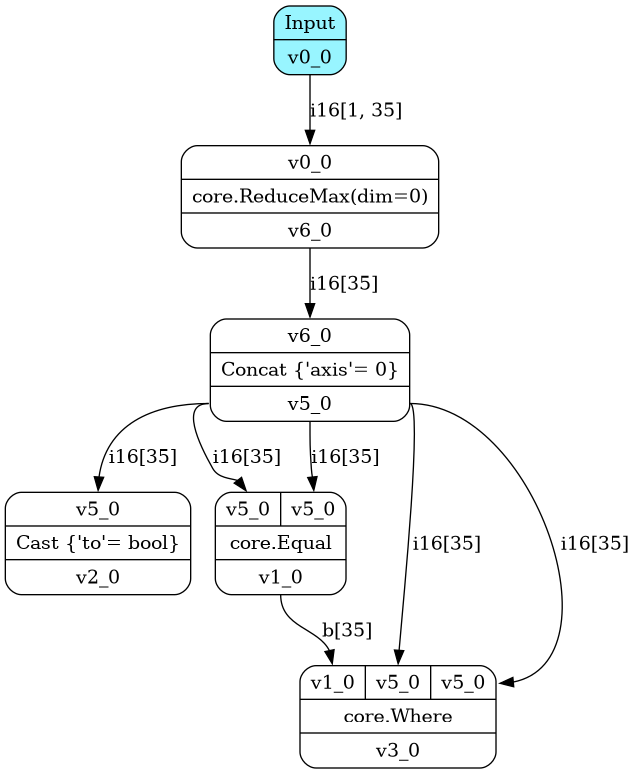 Input
v0_0
i16[1, 35]
v0_0
core.ReduceMax(dim=0)
v6_0
i16[35]
v6_0
Concat {'axis'= 0}
v5_0
i16[35] i16[35] i16[35]
v5_0
Cast {'to'= bool}
v2_0
v5_0 v5_0
core.Equal
v1_0
i16[35] i16[35]
b[35]
v1_0 v5_0 v5_0
core.Where
v3_0